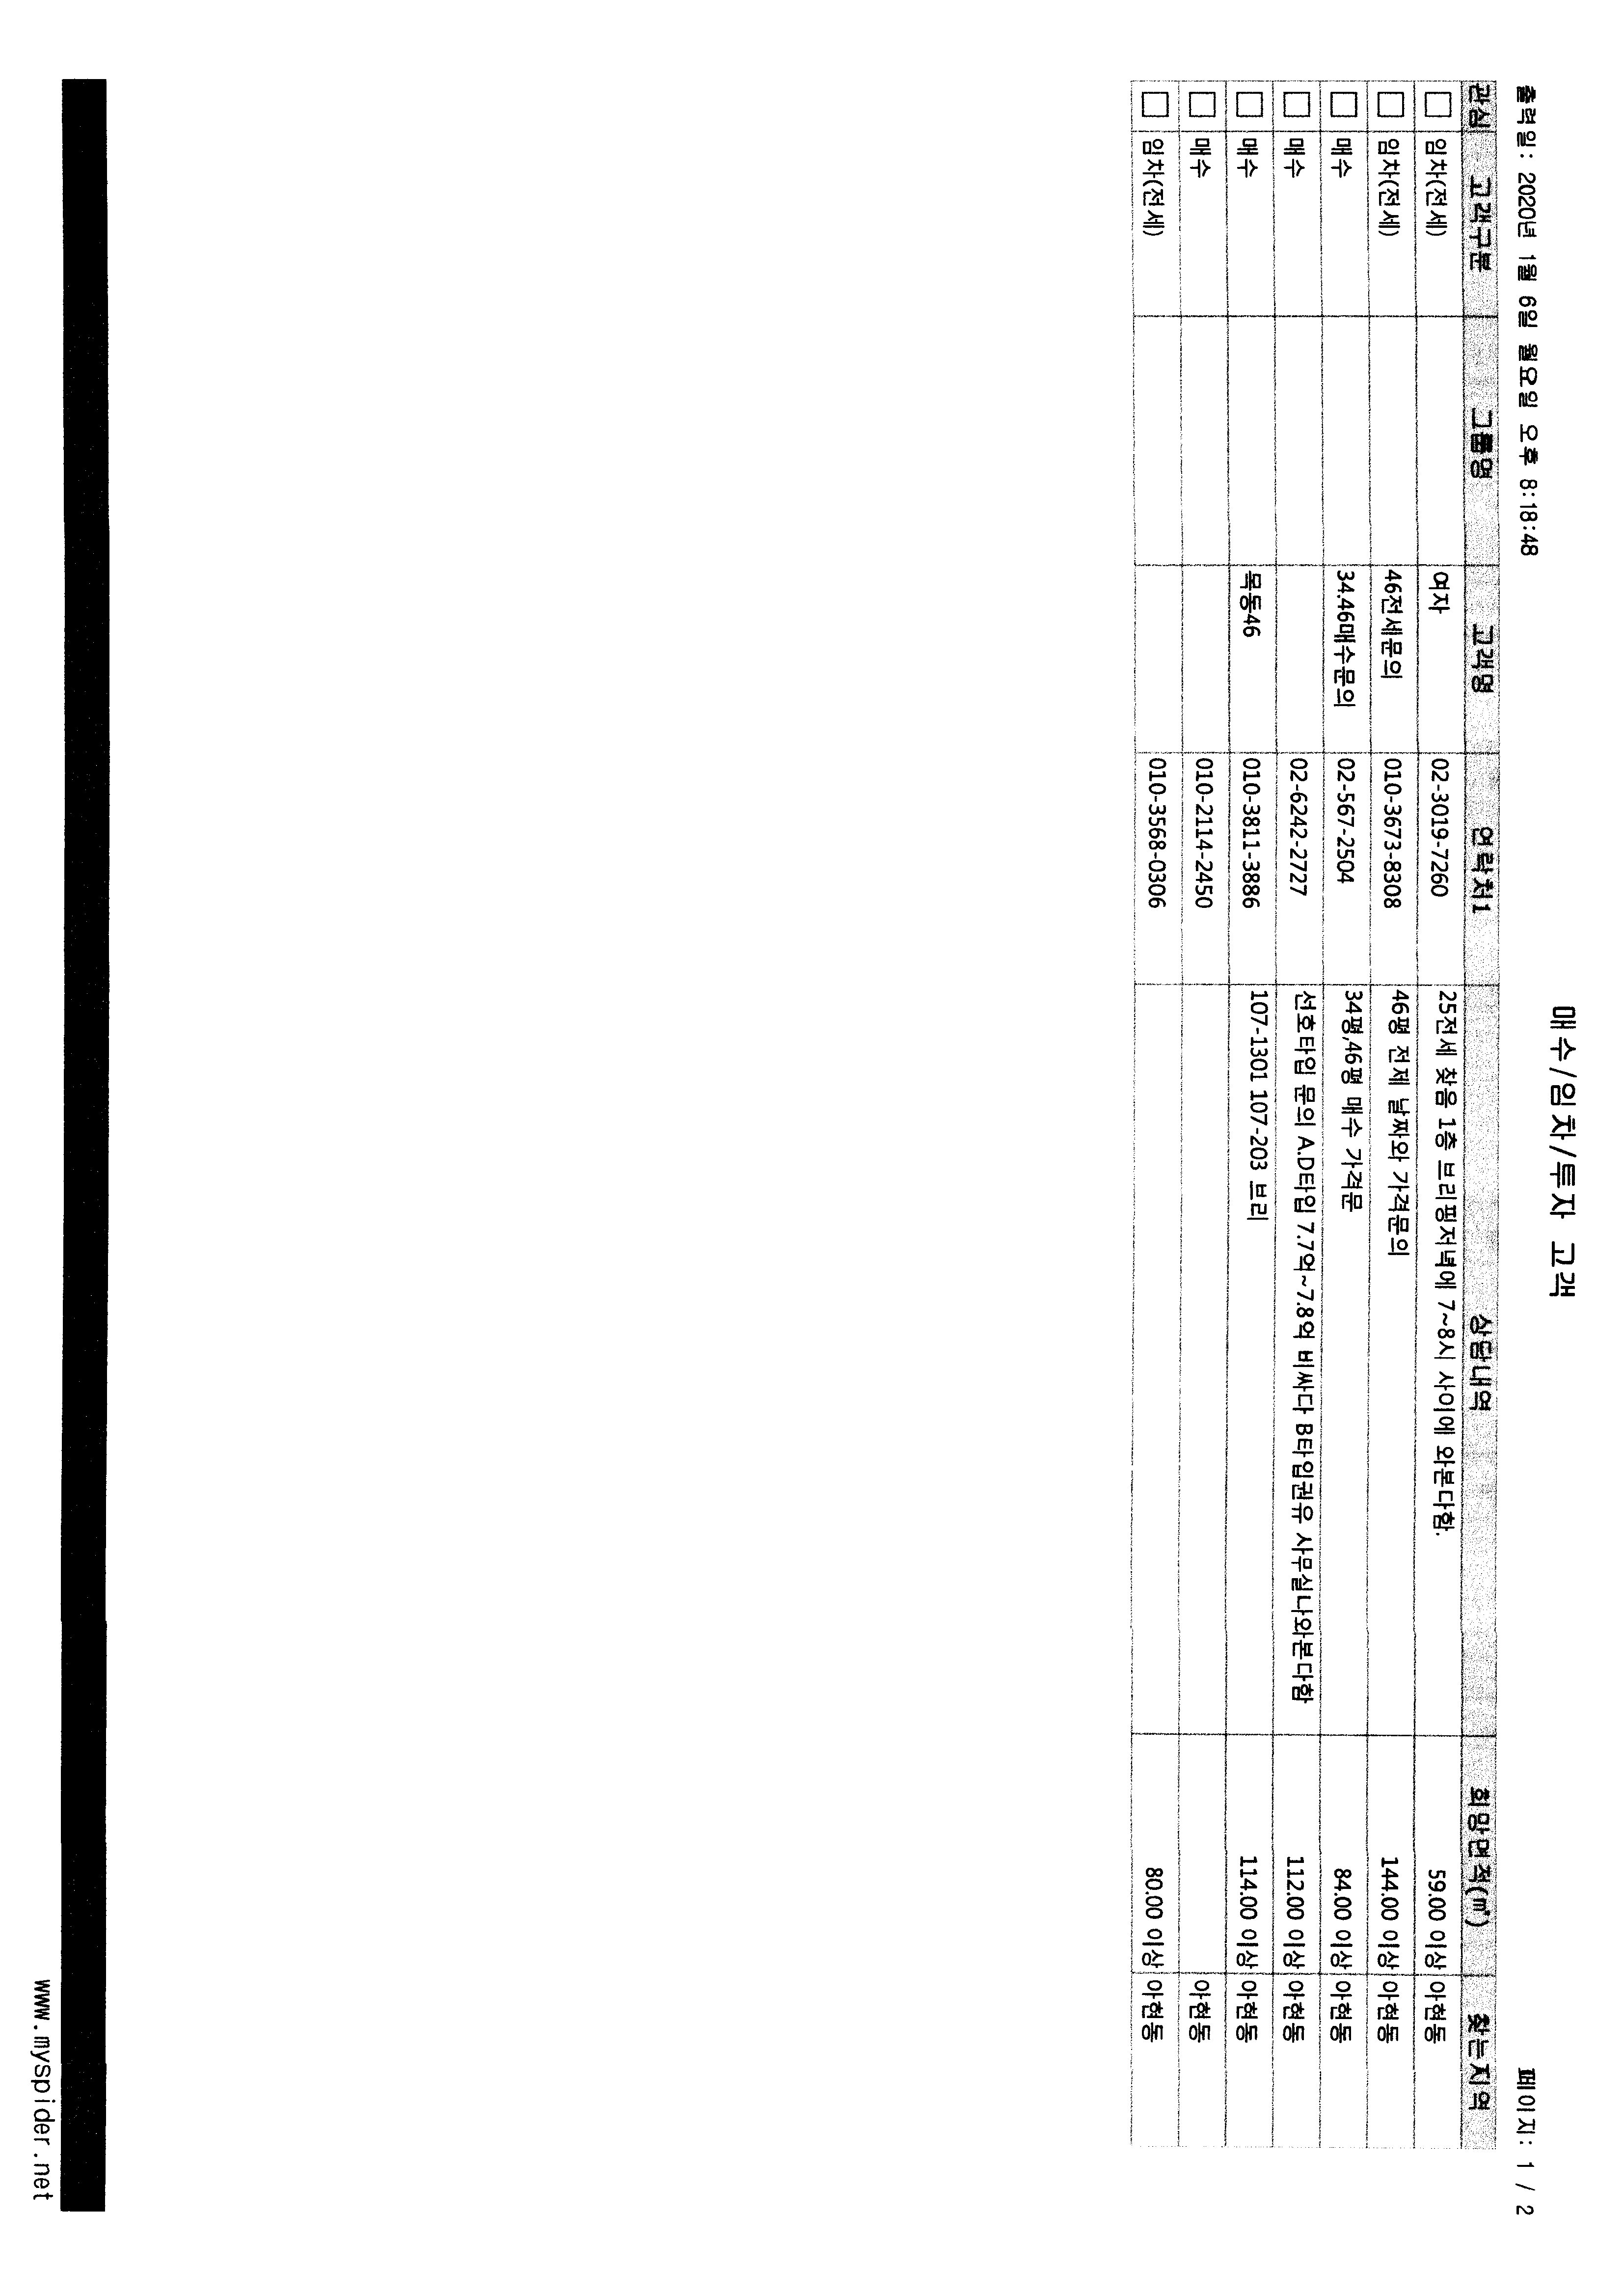 매수/임차/투자 고객
출력일: 2020년 1월 6일 월요일 오후 8:18:48
페이지: 1 / 2
관심 고객구분 그룹명 고객명 연락처1 상담내역 희망면적(㎡) 찾는지역
임차(전세) 여자 02-3019-7260 25전세 찾음 1층 브리핑저녁에 7~8시 사이에 와본다함. 59.00 이상 아현동
임차(전세) 46전세문의 010-3673-8308 46평 전제 날짜와 가격문의 144.00 이상 아현동
매수 34.46매수문의 02-567-2504 34평,46평 매수 가격문 84.00 이상 아현동
매수 02-6242-2727 선호타입 문의 A.D타입 7.7억~7.8억 비싸다 B타입권유 사무실나와본다함 112.00 이상 아현동
매수 목동46 010-3811-3886 107-1301 107-203 브리 114.00 이상 아현동
매수 010-2114-2450 아현동
임차(전세) 010-3568-0306 80.00 이상 아현동
www.myspider.net